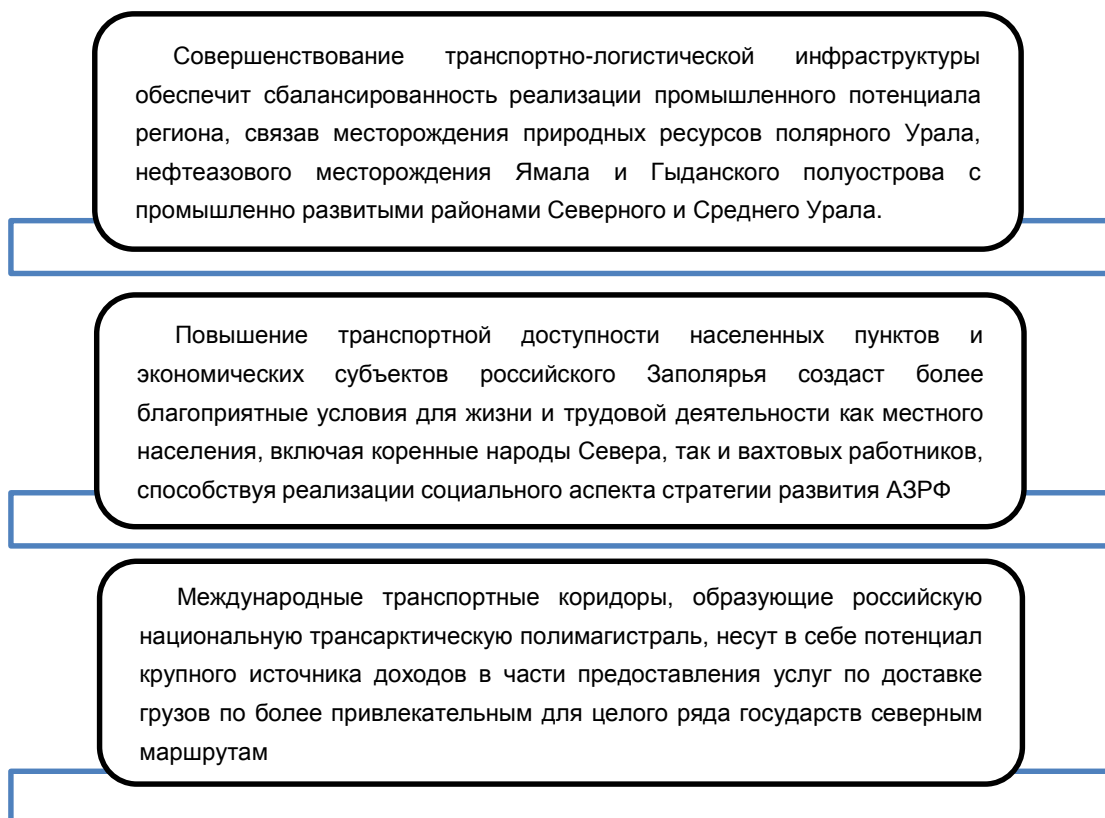 Совершенствование транспортно-логистической инфраструктуры
обеспечит сбалансированность реализации промышленного потенциала
региона, связав месторождения природных ресурсов полярного Урала,
нефтеазового месторождения Ямала и Гыданского полуострова с
промышленно развитыми районами Северного и Среднего Урала.
Повышение транспортной доступности населенных пунктов и
экономических субъектов российского Заполярья создаст более
благоприятные условия для жизни и трудовой деятельности как местного
населения, включая коренные народы Севера, так и вахтовых работников,
способствуя реализации социального аспекта стратегии развития АЗРФ
Международные транспортные коридоры, образующие российскую
национальную трансарктическую полимагистраль, несут в себе потенциал
крупного источника доходов в части предоставления услуг по доставке
грузов по более привлекательным для целого ряда государств северным
маршрутам